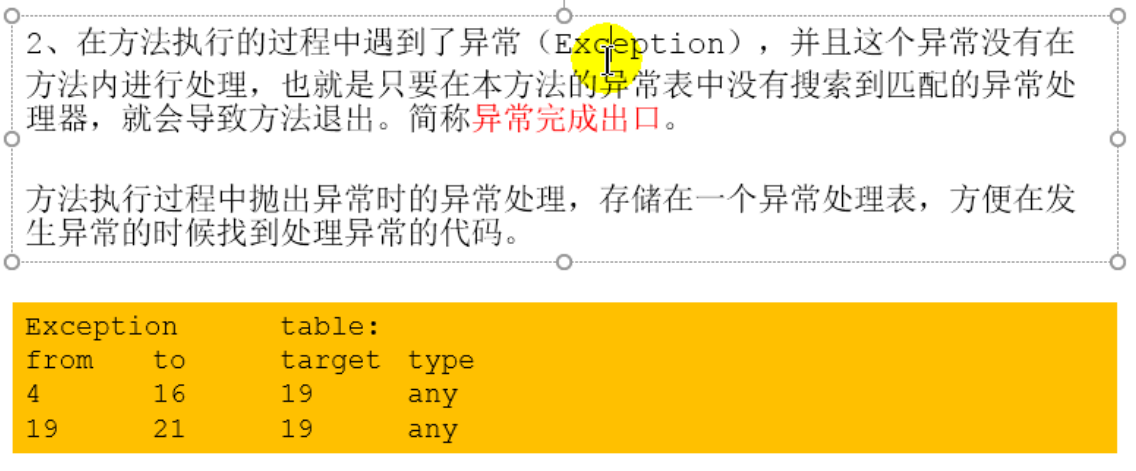 2、在方法执行的过程中遇到了异常（Exception），并且这个异常没有在
方法内进行处理，也就是只要在本方法的异常表中没有搜索到匹配的异常处
理器，就会导致方法退出。简称异常完成出口。
方法执行过程中抛出异常时的异常处理，存储在一个异常处理表，方便在发
生异常的时候找到处理异常的代码。
Exception table:
from to target type
4 16 19 any
19 21 19 any